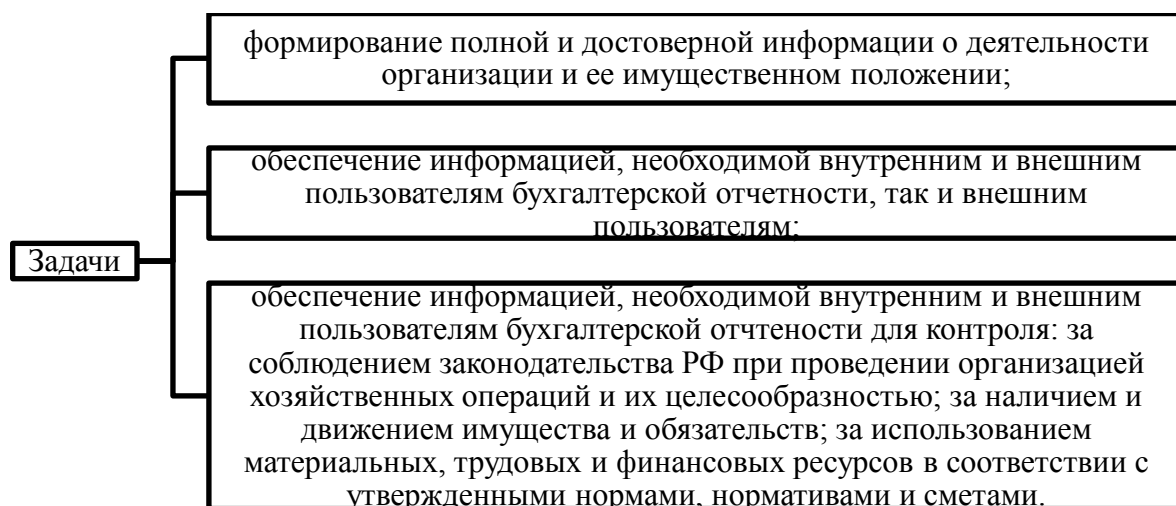 формирование полной и достоверной информации о деятельности
организации и ее имущественном положении;
обеспечение информацией, необходимой внутренним и внешним
пользователям бухгалтерской отчетности, так и внешним
пользователям;
Задачи
обеспечение информацией, необходимой внутренним и внешним
пользователям бухгалтерской отчтености для контроля: за
соблюдением законодательства РФ при проведении организацией
хозяйственных операций и их целесообразностью; за наличием и
движением имущества и обязательств; за использованием
материальных, трудовых и финансовых ресурсов в соответствии с
утвержденными нормами, нормативами и сметами.